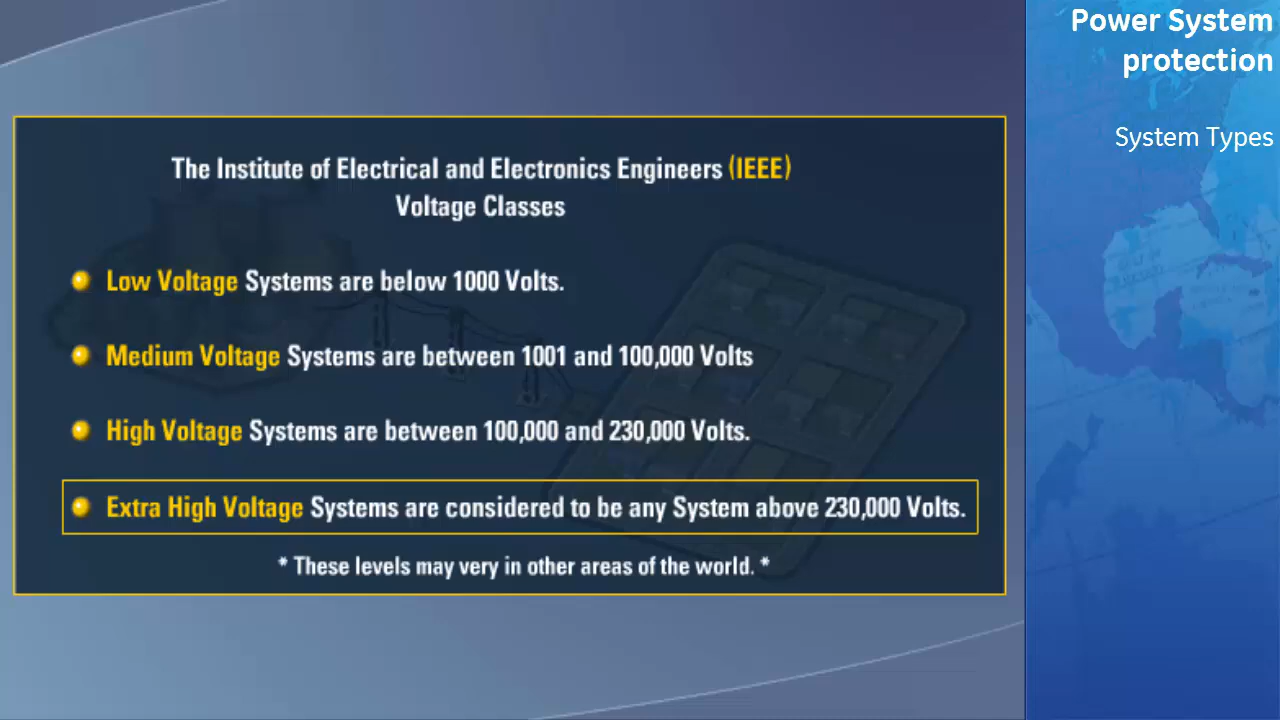 Power System
protection
System Types
The Institute of Electrical and Electronics Engineers (IEEE)
Voltage Classes
Low Voltage Systems are below 1000 Volts.
Medium Voltage Systems are between 1001 and 100,000 Volts
High Voltage Systems are between 100,000 and 230,000 Volts.
Extra High Voltage Systems are considered to be any System above 230,000 Volts.
* These levels may very in other areas of the world. *